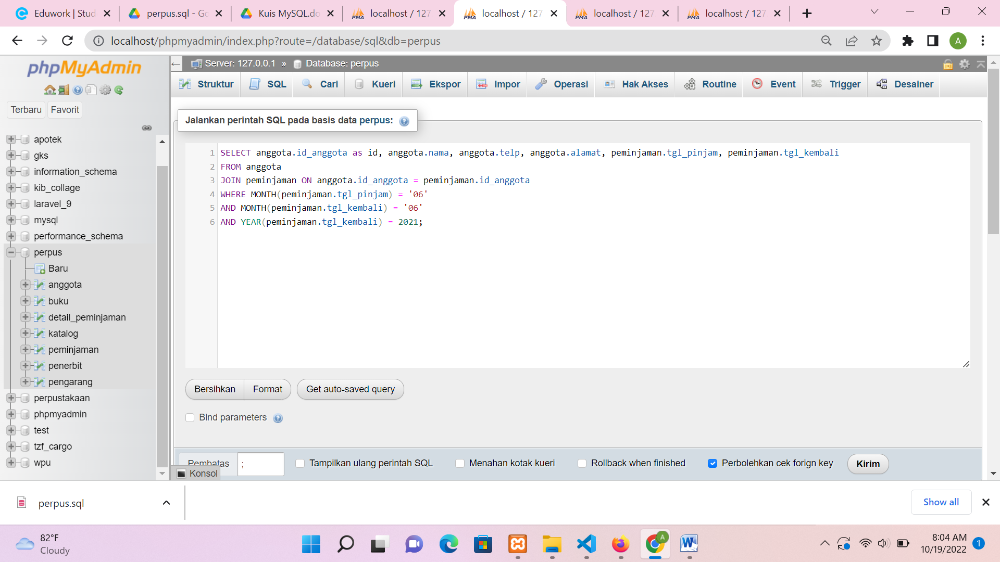 Eduwork | Stud
perpus.sql - Go
Kuis MySQL.do
localhost / 127
localhost / 127
localhost / 127
localhost / 127
localhost/phpmyadmin/index.php?route=/database/sql&db=perpus
A
phpMyAdmin
Terbaru
Favorit
apotek
gks
information_schema
kib_collage
laravel_9
mysql
performance_schema
perpus
Baru
anggota
buku
detail_peminjaman
katalog
peminjaman
penerbit
pengarang
perpustakaan
phpmyadmin
test
tzf_cargo
wpu
Server: 127.0.0.1 » Database: perpus
Struktur
SQL
Cari
Kueri
Ekspor
Impor
Operasi
Hak Akses
Routine
Event
Trigger
Desainer
Jalankan perintah SQL pada basis data perpus:
1 SELECT anggota.id_anggota as id, anggota.nama, anggota.telp, anggota.alamat, peminjaman.tgl_pinjam, peminjaman.tgl_kembali
2 FROM anggota
3 JOIN peminjaman ON anggota.id_anggota = peminjaman.id_anggota
4 WHERE MONTH(peminjaman.tgl_pinjam) = '06'
5 AND MONTH(peminjaman.tgl_kembali) = '06'
6 AND YEAR(peminjaman.tgl_kembali) = 2021;
Bersihkan
Format
Get auto-saved query
Bind parameters
Pembatas
;
Tampilkan ulang perintah SQL
Menahan kotak kueri
Rollback when finished
Perbolehkan cek forign key
Kirim
Konsol
perpus.sql
Show all
82°F
Cloudy
A
8:04 AM
10/19/2022
1